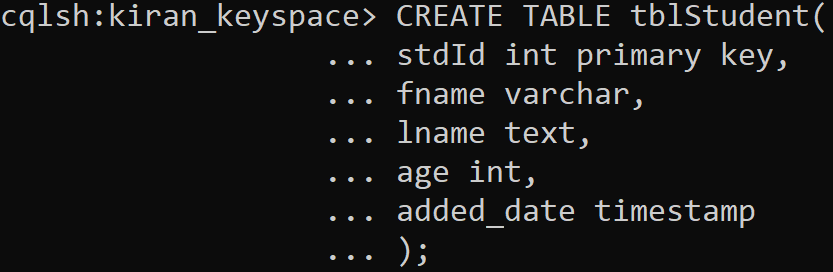 cqlsh:kiran_keyspace> CREATE TABLE tblStudent(
... stdId int primary key,
... fname varchar,
... lname text,
... age int,
... added_date timestamp
... );